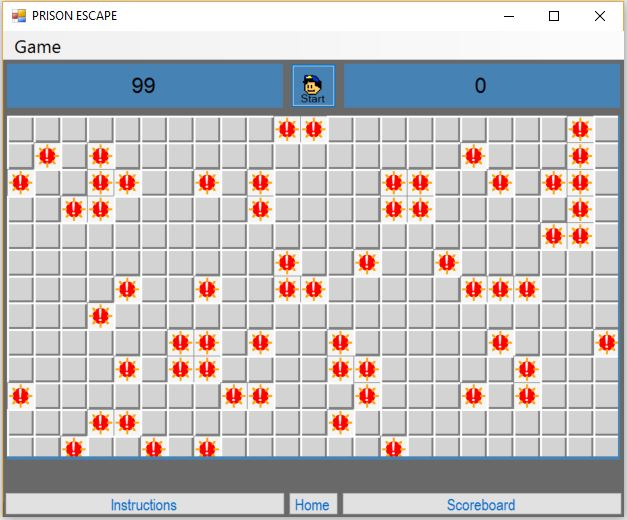 PRISON ESCAPE
Game
99
Start
0
Instructions
Home
Scoreboard